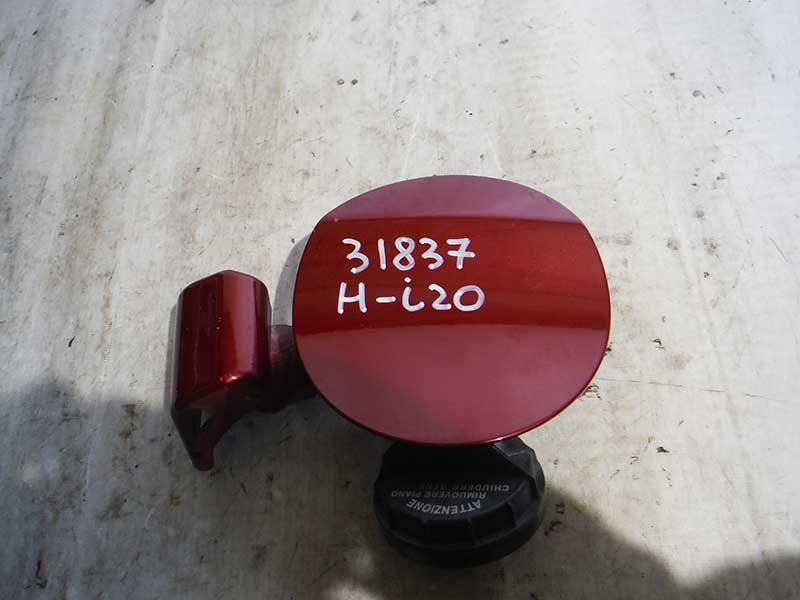 31837
H-i20
ATTENZIONE
RIMUOVERE PIANO
CHIUDERE BENE